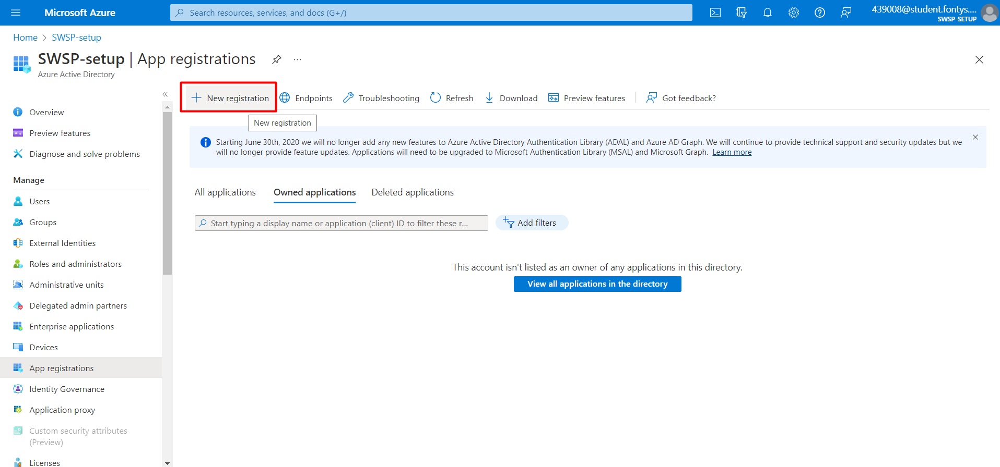 Microsoft Azure
Search resources, services, and docs (G+/)
439008@student.fontys....
SWSP-SETUP
Home > SWSP-setup
SWSP-setup | App registrations
...
Azure Active Directory
«
New registration
Endpoints
Troubleshooting
Refresh
Download
Preview features
Got feedback?
New registration
Overview
Preview features
Diagnose and solve problems
Manage
Users
Groups
External Identities
Roles and administrators
Administrative units
Delegated admin partners
Enterprise applications
Devices
App registrations
Identity Governance
Application proxy
Custom security attributes
(Preview)
Licenses
Starting June 30th, 2020 we will no longer add any new features to Azure Active Directory Authentication Library (ADAL) and Azure AD Graph. We will continue to provide technical support and security updates but we
will no longer provide feature updates. Applications will need to be upgraded to Microsoft Authentication Library (MSAL) and Microsoft Graph. Learn more
All applications
Owned applications
Deleted applications
Start typing a display name or application (client) ID to filter these r...
Add filters
This account isn't listed as an owner of any applications in this directory.
View all applications in the directory